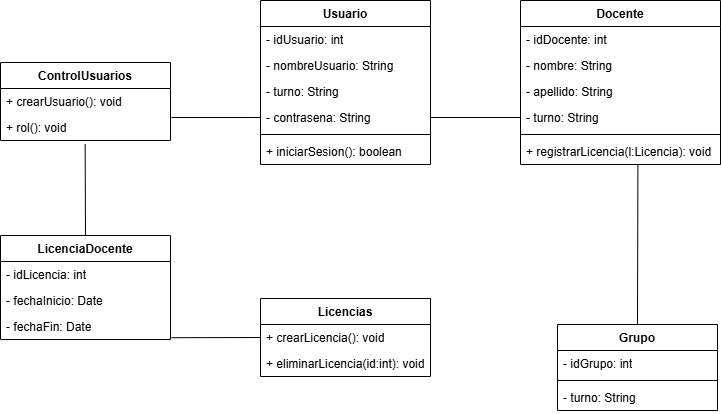 Usuario
- idUsuario: int
- nombreUsuario: String
- turno: String
- contrasena: String
+ iniciarSesion(): boolean
Docente
- idDocente: int
- nombre: String
- apellido: String
- turno: String
+ registrarLicencia(l:Licencia): void
ControlUsuarios
+ crearUsuario(): void
+ rol(): void
LicenciaDocente
- idLicencia: int
- fechaInicio: Date
- fechaFin: Date
Licencias
+ crearLicencia(): void
+ eliminarLicencia(id:int): void
Grupo
- idGrupo: int
- turno: String